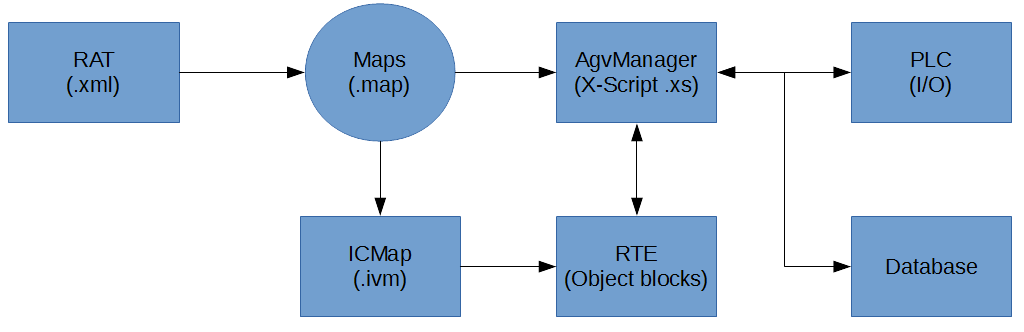 RAT
(.xml)
Maps
(.map)
AgvManager
(X-Script .xs)
PLC
(I/O)
ICMap
(.ivm)
RTE
(Object blocks)
Database